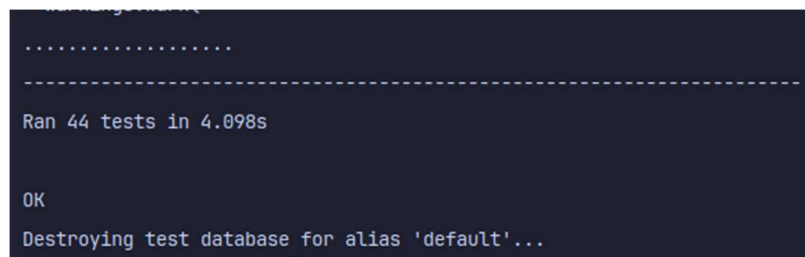 ...................
----------------------------------------------------------------------
Ran 44 tests in 4.098s
OK
Destroying test database for alias 'default'...